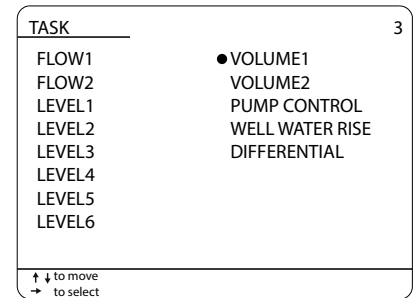 TASK 3
FLOW1 ●VOLUME1
FLOW2 VOLUME2
LEVEL1 PUMP CONTROL
LEVEL2 WELL WATER RISE
LEVEL3 DIFFERENTIAL
LEVEL4
LEVEL5
LEVEL6
↑ ↓ to move
→ to select